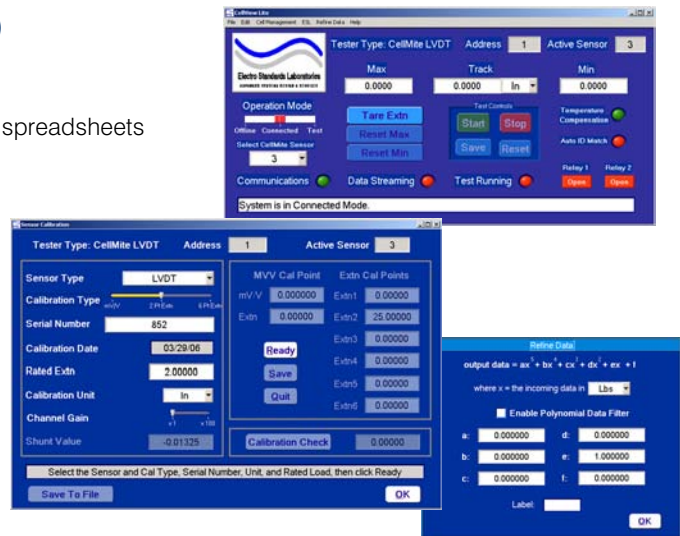 spreadsheets
CellView Lite
File Edit Cell Management ESL Refine Data Help
Electro Standards Laboratories
Tester Type: CellMite LVDT Address 1 Active Sensor 3
Max Track Min
0.0000 0.0000 In 0.0000
Operation Mode
Offline Connected Test
Select CellMite Sensor
3
Tare Extn
Reset Max
Reset Min
Test Controls
Start Stop
Save Reset
Temperature
Compensation
Auto ID Match
Relay 1 Relay 2
Open Open
Communications Data Streaming Test Running
System is in Connected Mode.
Sensor Calibration
Tester Type: CellMite LVDT Address 1 Active Sensor 3
Sensor Type LVDT
Calibration Type
mV/V 2 Pt Extn 6 Pt Extn
Serial Number 852
Calibration Date 03/29/06
Rated Extn 2.00000
Calibration Unit In
Channel Gain
x1 x100
Shunt Value -0.01325
MVV Cal Point Extn Cal Points
mV/V 0.000000 Extn1 0.00000
Extn 0.00000 Extn2 25.00000
Extn3 0.00000
Extn4 0.00000
Extn5 0.00000
Extn6 0.00000
Ready
Save
Quit
Calibration Check 0.00000
Select the Sensor and Cal Type, Serial Number, Unit, and Rated Load, then click Ready
Save To File OK
Refine Data
output data = ax⁵ + bx⁴ + cx³ + dx² + ex + f
where x = the incoming data in Lbs
Enable Polynomial Data Filter
a: 0.000000 d: 0.000000
b: 0.000000 e: 1.000000
c: 0.000000 f: 0.000000
Label:
OK